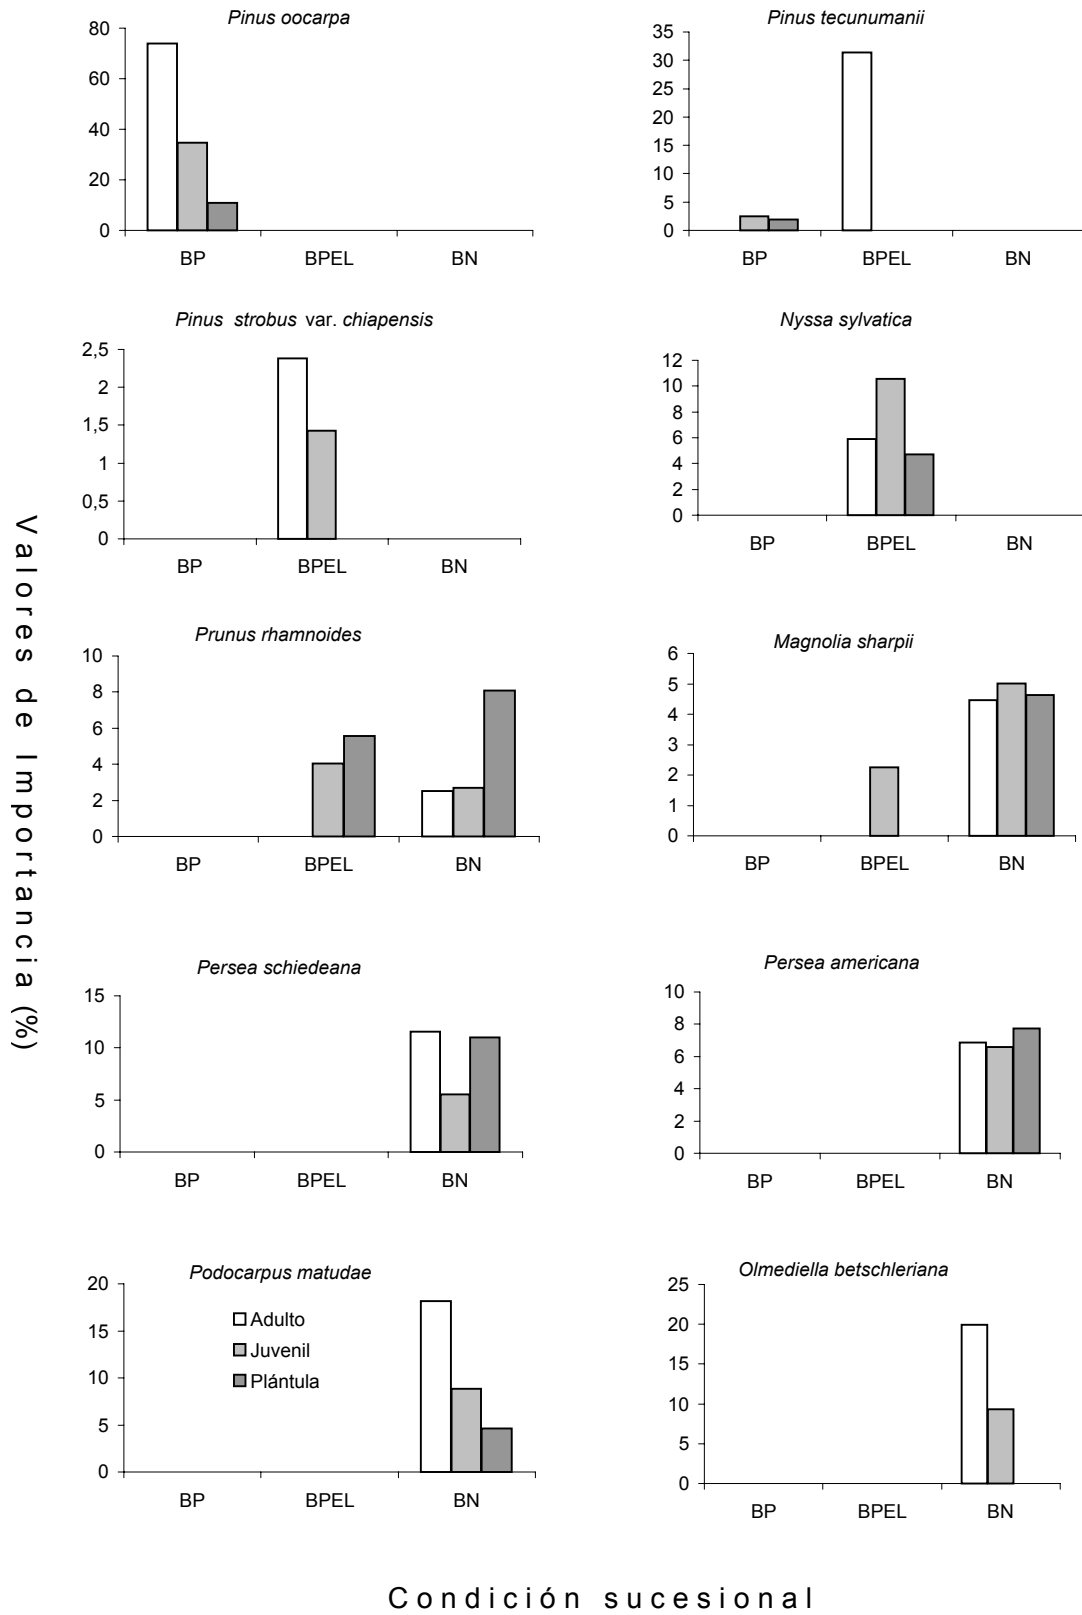 Pinus oocarpa
80
60
40
20
0
BP BPEL BN
Pinus tecunumanii
35
30
25
20
15
10
5
0
BP BPEL BN
Pinus strobus var. chiapensis
2,5
2
1,5
1
0,5
0
BP BPEL BN
Nyssa sylvatica
12
10
8
6
4
2
0
BP BPEL BN
Valores de Importancia (%)
Prunus rhamnoides
10
8
6
4
2
0
BP BPEL BN
Magnolia sharpii
6
5
4
3
2
1
0
BP BPEL BN
Persea schiedeana
15
10
5
0
BP BPEL BN
Persea americana
10
8
6
4
2
0
BP BPEL BN
Podocarpus matudae
20
15
10
5
0
Adulto
Juvenil
Plántula
BP BPEL BN
Olmediella betschleriana
25
20
15
10
5
0
BP BPEL BN
Condición sucesional